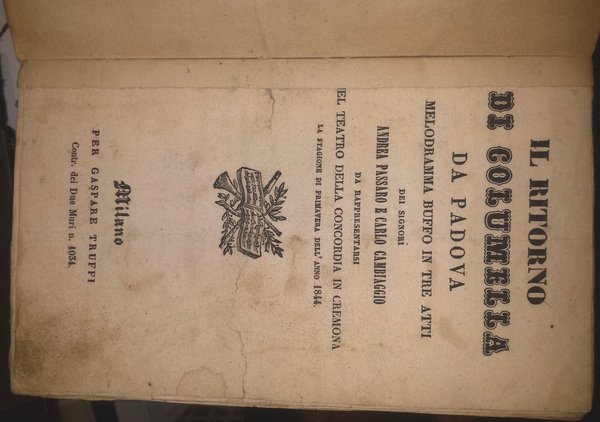 IL RITORNO
DI COLUMELLA
DA PADOVA
MELODRAMMA BUFFO IN TRE ATTI
DEI SIGNORI
ANDREA PASSARO E CARLO CAMBIAGGIO
DA RAPPRESENTARSI
EL TEATRO DELLA CONCORDIA IN CREMONA
LA STAGIONE DI PRIMAVERA DELL' ANNO 1844.
Milano
PER GASPARE TRUFFI
Contr. dei Due Muri n. 1034.